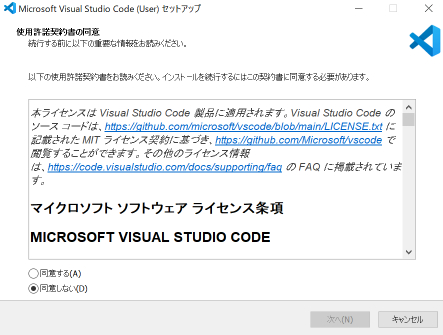 Microsoft Visual Studio Code (User) セットアップ
使用許諾契約書の同意
続行する前に以下の重要な情報をお読みください。
以下の使用許諾契約書をお読みください。インストールを続行するにはこの契約書に同意する必要があります。
本ライセンスは Visual Studio Code 製品に適用されます。Visual Studio Code の
ソース コードは、https://github.com/microsoft/vscode/blob/main/LICENSE.txt に
記載された MIT ライセンス契約に基づき、https://github.com/Microsoft/vscode で
閲覧することができます。その他のライセンス情報
は、https://code.visualstudio.com/docs/supporting/faq の FAQ に掲載されていま
す。
マイクロソフト ソフトウェア ライセンス条項
MICROSOFT VISUAL STUDIO CODE
同意する(A)
同意しない(D)
次へ(N)
キャンセル